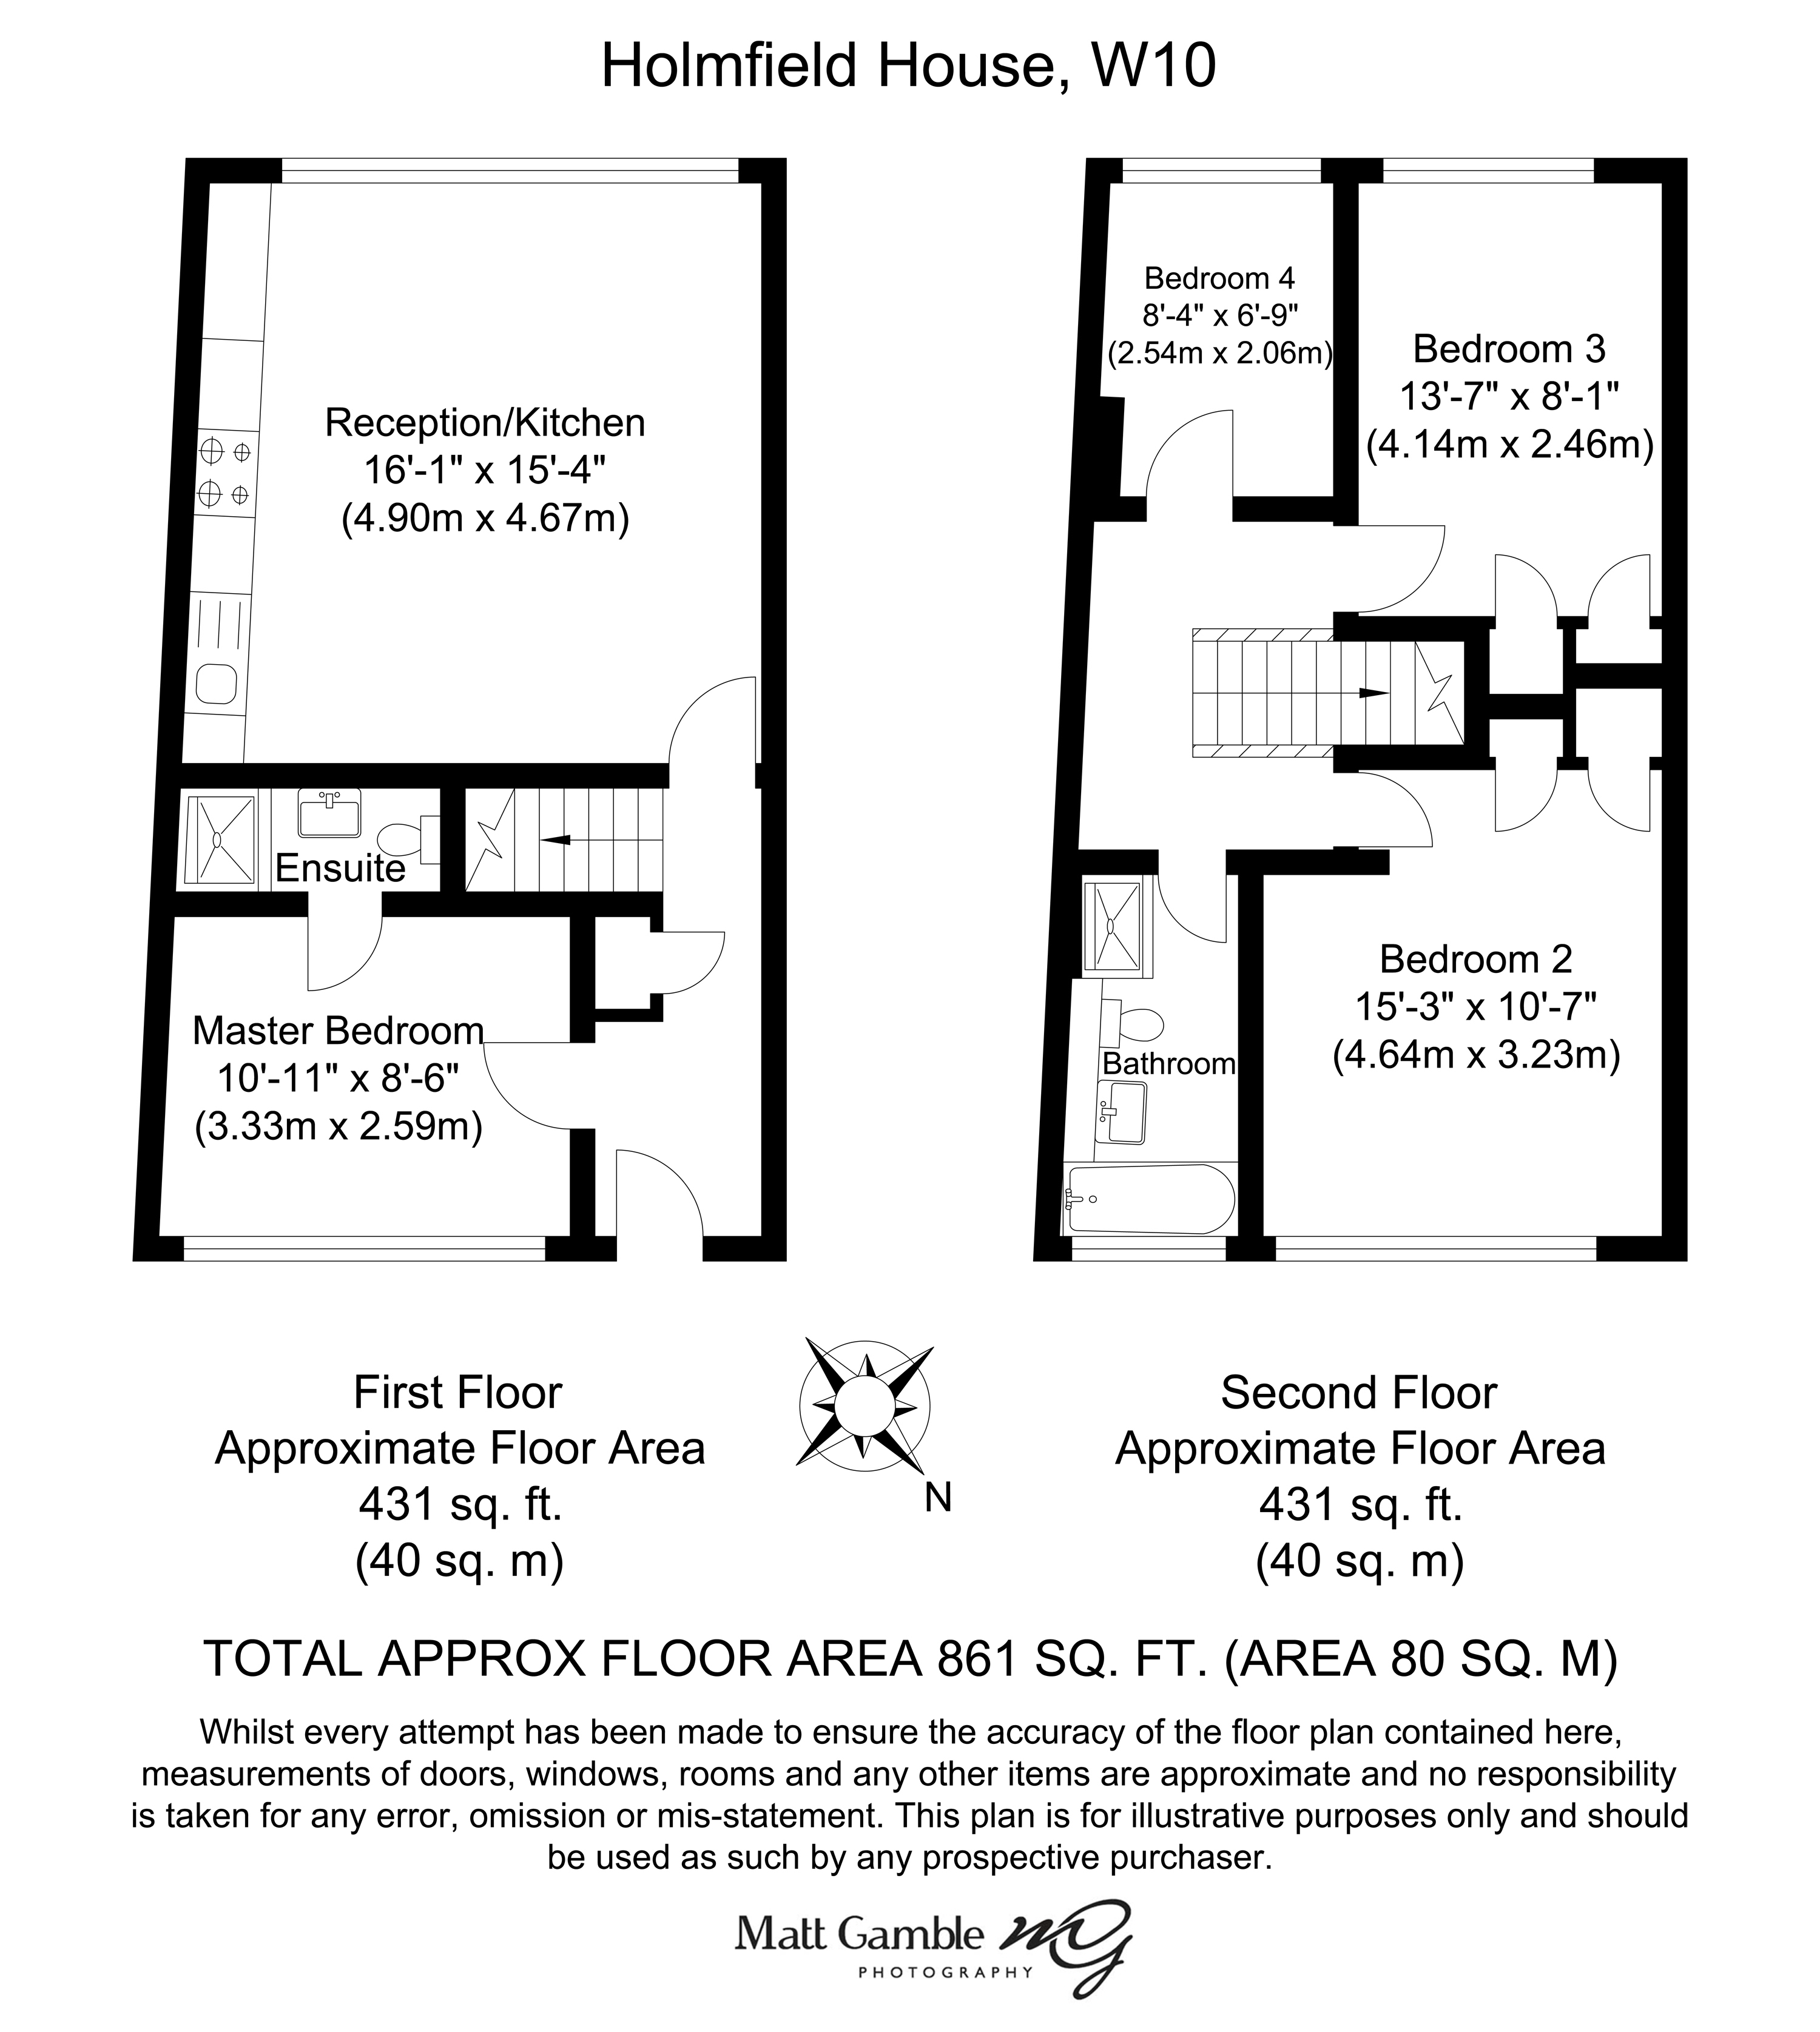 Holmfield House, W10
Reception/Kitchen
16'-1" x 15'-4"
(4.90m x 4.67m)
Ensuite
Master Bedroom
10'-11" x 8'-6"
(3.33m x 2.59m)
Bedroom 4
8'-4" x 6'-9"
(2.54m x 2.06m)
Bedroom 3
13'-7" x 8'-1"
(4.14m x 2.46m)
Bedroom 2
15'-3" x 10'-7"
(4.64m x 3.23m)
Bathroom
First Floor
Approximate Floor Area
431 sq. ft.
(40 sq. m)
N
Second Floor
Approximate Floor Area
431 sq. ft.
(40 sq. m)
TOTAL APPROX FLOOR AREA 861 SQ. FT. (AREA 80 SQ. M)
Whilst every attempt has been made to ensure the accuracy of the floor plan contained here,
measurements of doors, windows, rooms and any other items are approximate and no responsibility
is taken for any error, omission or mis-statement. This plan is for illustrative purposes only and should
be used as such by any prospective purchaser.
Matt Gamble mg
PHOTOGRAPHY